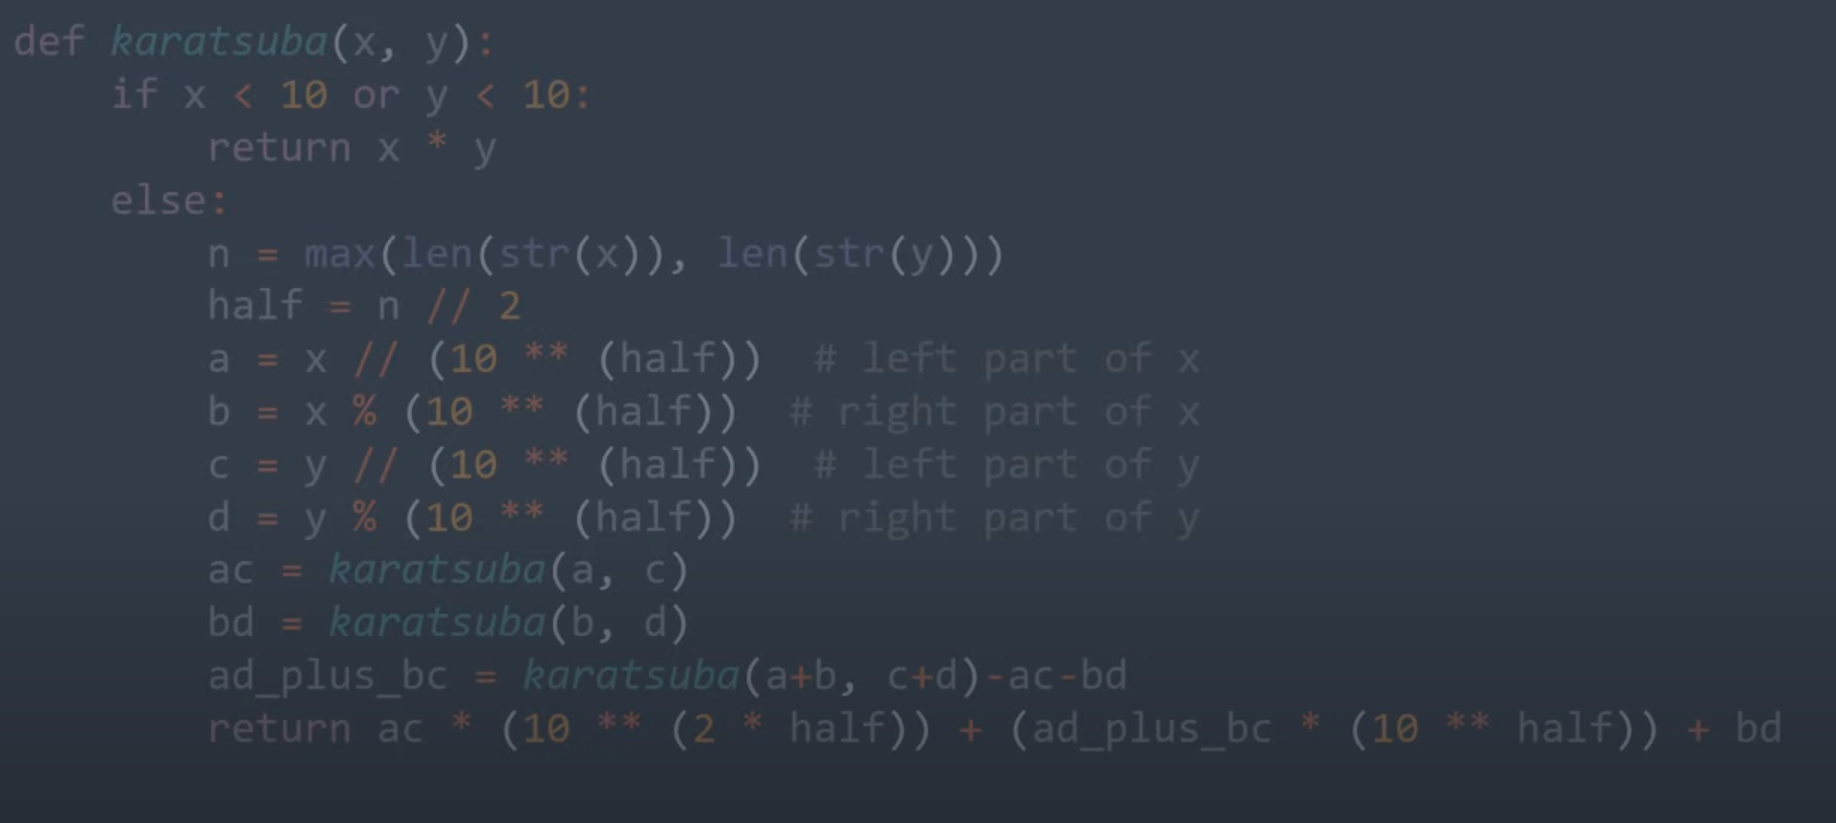 def karatsuba(x, y):
    if x < 10 or y < 10:
        return x * y
    else:
        n = max(len(str(x)), len(str(y)))
        half = n // 2
        a = x // (10 ** (half))  # left part of x
        b = x % (10 ** (half))  # right part of x
        c = y // (10 ** (half))  # left part of y
        d = y % (10 ** (half))  # right part of y
        ac = karatsuba(a, c)
        bd = karatsuba(b, d)
        ad_plus_bc = karatsuba(a+b, c+d)-ac-bd
        return ac * (10 ** (2 * half)) + (ad_plus_bc * (10 ** half)) + bd